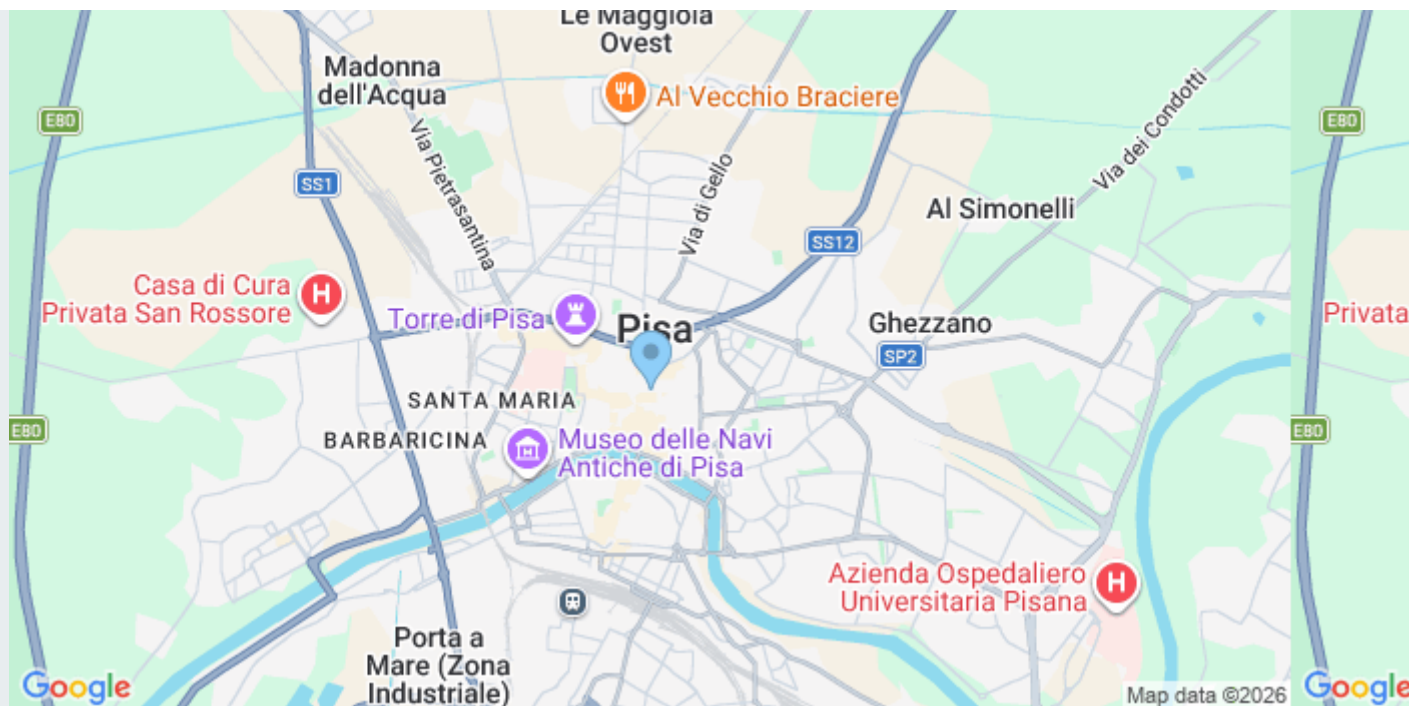 Le Maggiola
Ovest
Madonna
dell'Acqua
Al Vecchio Braciere
E80
E80
Via Pietrasantina
Via di Gello
Via dei Condotti
SS1
Al Simonelli
SS12
Casa di Cura
Privata San Rossore
Torre di Pisa
Pisa
Ghezzano
Privata
SP2
SANTA MARIA
BARBARICINA
E80
E80
Museo delle Navi
Antiche di Pisa
Azienda Ospedaliero
Universitaria Pisana
Porta a
Mare (Zona
Industriale)
Google
Map data ©2026
Google